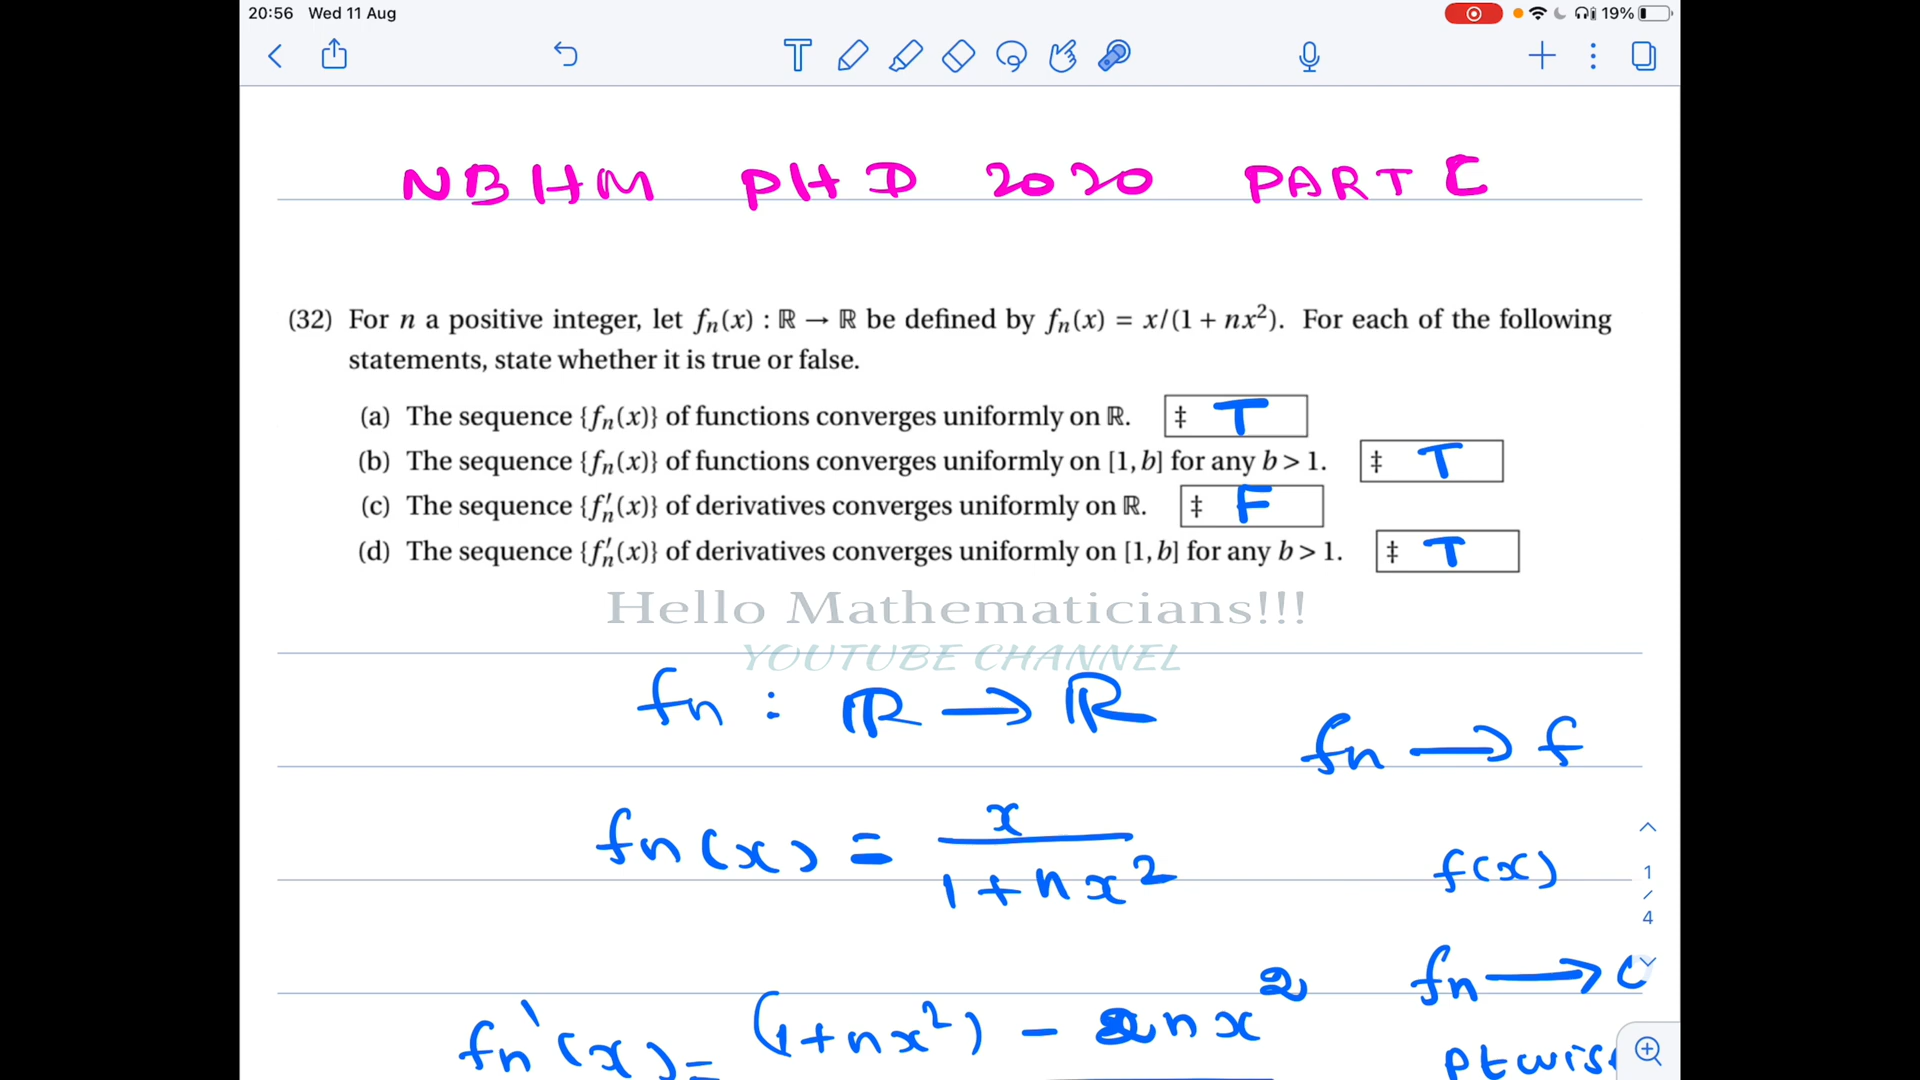 20:56 Wed 11 Aug 19%
NBHM PHD 2020 PART C
(32) For n a positive integer, let fₙ(x) : ℝ → ℝ be defined by fₙ(x) = x/(1 + nx²). For each of the following
statements, state whether it is true or false.
(a) The sequence {fₙ(x)} of functions converges uniformly on ℝ. ‡ T
(b) The sequence {fₙ(x)} of functions converges uniformly on [1, b] for any b > 1. ‡ T
(c) The sequence {f′ₙ(x)} of derivatives converges uniformly on ℝ. ‡ F
(d) The sequence {f′ₙ(x)} of derivatives converges uniformly on [1, b] for any b > 1. ‡ T
Hello Mathematicians!!!
YOUTUBE CHANNEL
fn : ℝ → ℝ
fn → f
fn(x) = x / 1 + nx²
f(x)
1 / 4
fn →
fn'(x) = (1 + nx²) - 2nx²
ptwis